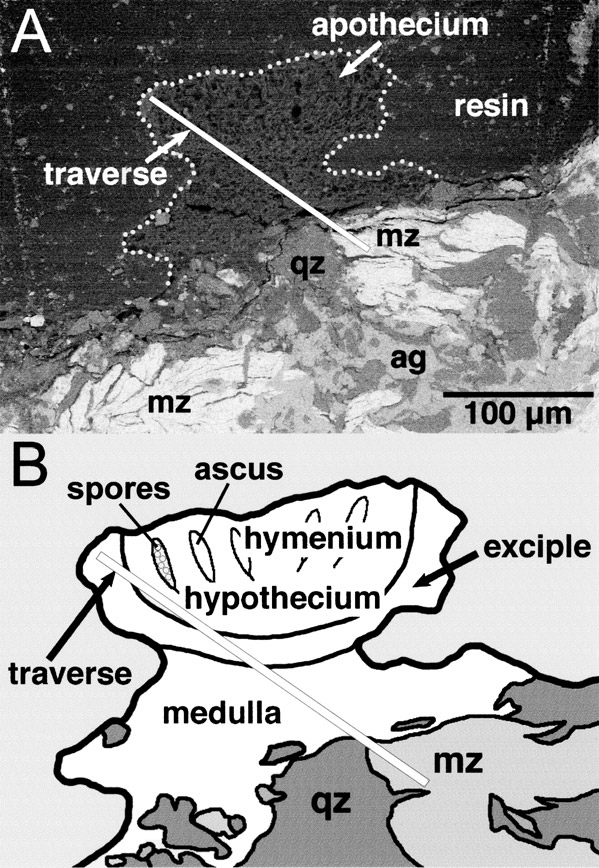 A
apothecium
resin
traverse
mz
qz
ag
mz
100 µm
B
ascus
spores
hymenium
exciple
hypothecium
traverse
medulla
mz
qz